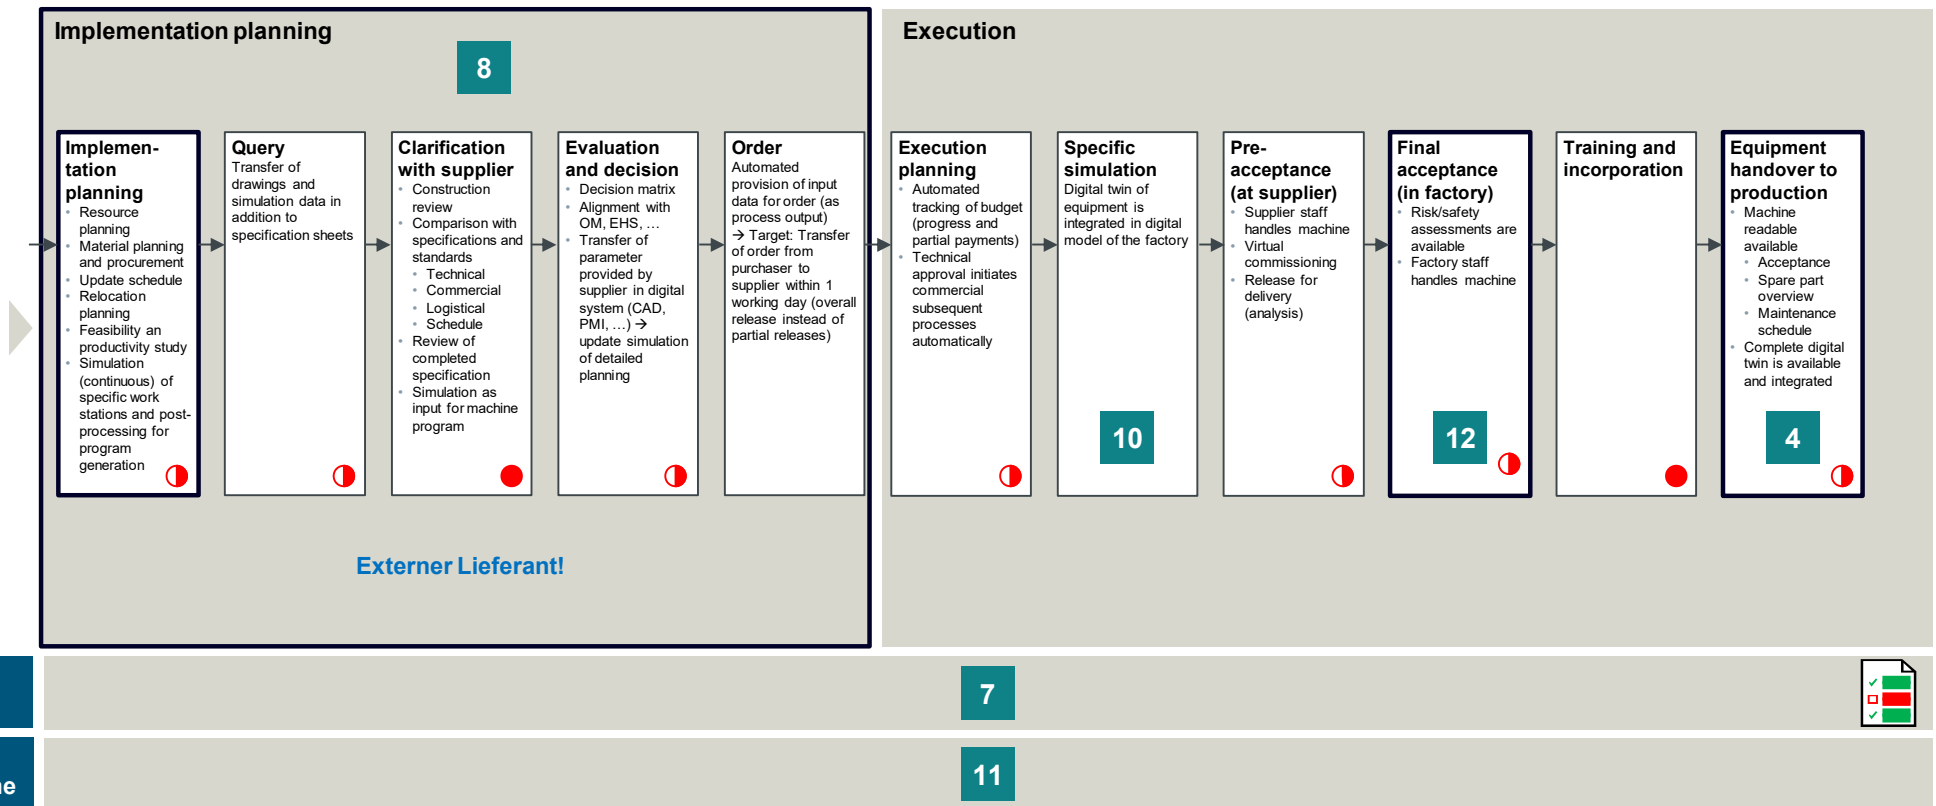 Implementation planning
8
Implemen-
tation
planning
• Resource
planning
• Material planning
and procurement
• Update schedule
• Relocation
planning
• Feasibility an
productivity study
• Simulation
(continuous) of
specific work
stations and post-
processing for
program
generation
Query
Transfer of
drawings and
simulation data in
addition to
specification sheets
Clarification
with supplier
• Construction
review
• Comparison with
specifications and
standards
• Technical
• Commercial
• Logistical
• Schedule
• Review of
completed
specification
• Simulation as
input for machine
program
Evaluation
and decision
• Decision matrix
• Alignment with
OM, EHS, …
• Transfer of
parameter
provided by
supplier in digital
system (CAD,
PMI, …) →
update simulation
of detailed
planning
Order
Automated
provision of input
data for order (as
process output)
→ Target: Transfer
of order from
purchaser to
supplier within 1
working day (overall
release instead of
partial releases)
Externer Lieferant!
Execution
Execution
planning
• Automated
tracking of budget
(progress and
partial payments)
• Technical
approval initiates
commercial
subsequent
processes
automatically
Specific
simulation
Digital twin of
equipment is
integrated in digital
model of the factory
10
Pre-
acceptance
(at supplier)
• Supplier staff
handles machine
• Virtual
commissioning
• Release for
delivery
(analysis)
Final
acceptance
(in factory)
• Risk/safety
assessments are
available
• Factory staff
handles machine
12
Training and
incorporation
Equipment
handover to
production
• Machine
readable
available
• Acceptance
• Spare part
overview
• Maintenance
schedule
• Complete digital
twin is available
and integrated
4
7
11